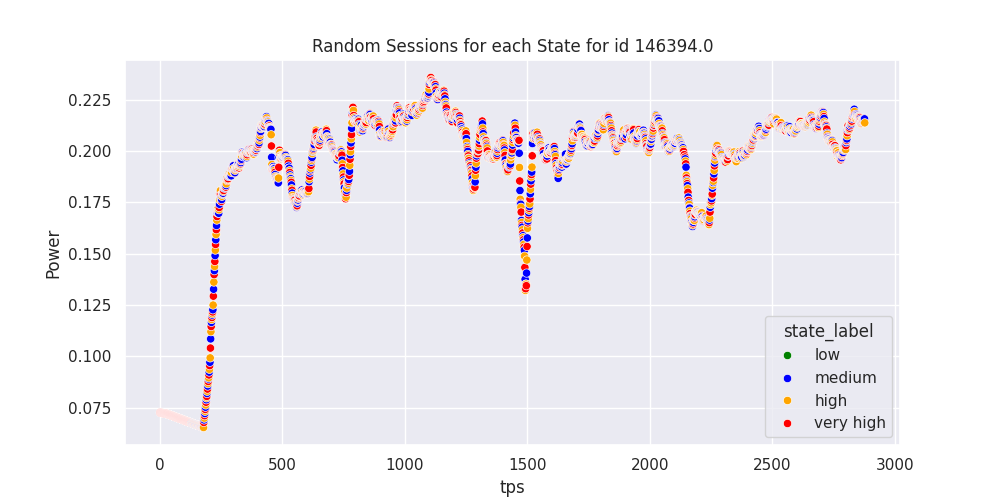 Random Sessions for each State for id 146394.0
Power
0.225
0.200
0.175
0.150
0.125
0.100
0.075
0
500
1000
1500
2000
2500
3000
tps
state_label
low
medium
high
very high